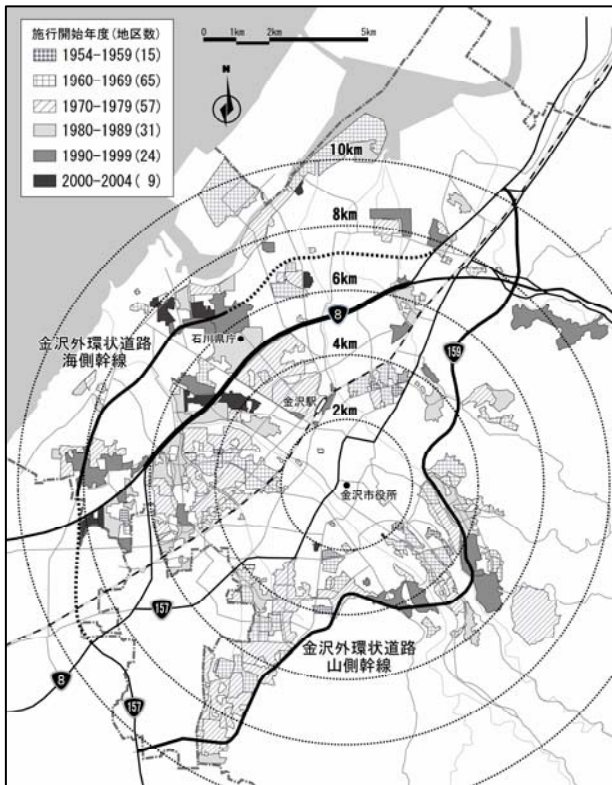 施行開始年度(地区数)
1954-1959(15)
1960-1969(65)
1970-1979(57)
1980-1989(31)
1990-1999(24)
2000-2004( 9)
0 1km 2km 5km
N
10km
8km
6km
8
金沢外環状道路
海側幹線
石川県庁
4km
159
金沢駅
2km
金沢市役所
157
金沢外環状道路
山側幹線
8
157